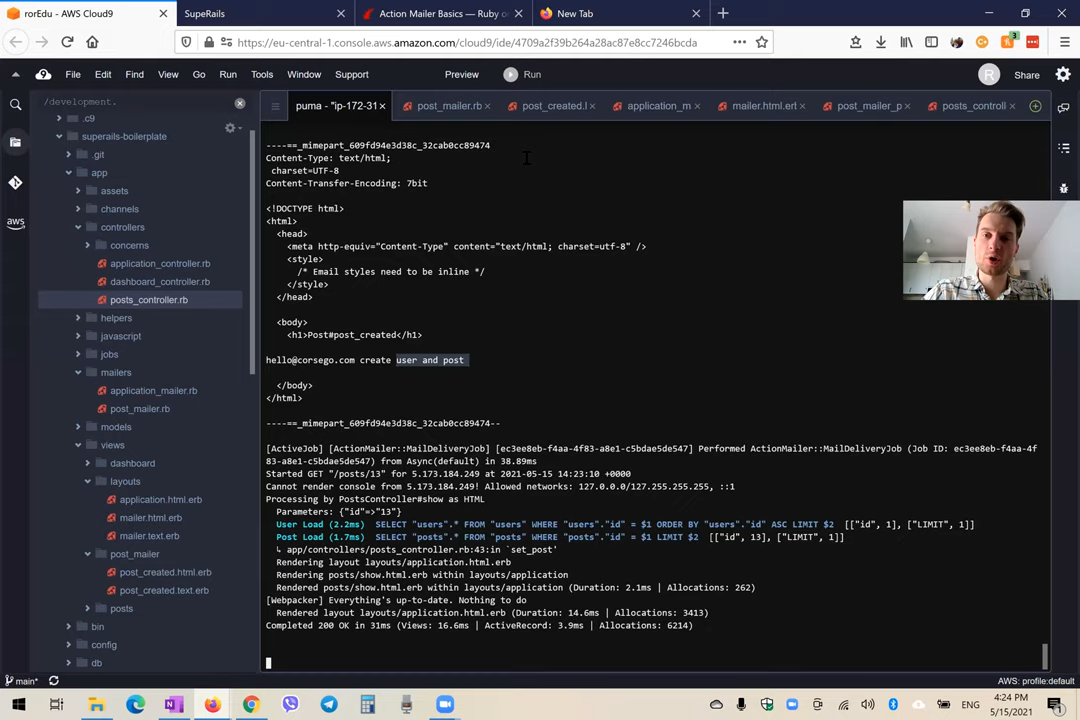 rorEdu - AWS Cloud9
SupeRails
Action Mailer Basics — Ruby o
New Tab
https://eu-central-1.console.aws.amazon.com/cloud9/ide/4709a2f39b264a28ac87e8cc7246bcda
3
File Edit Find View Go Run Tools Window Support Preview Run
R
Share
/development.
puma - "ip-172-31
post_mailer.rb
post_created.l
application_m
mailer.html.erl
post_mailer_p
posts_controll
.c9
superails-boilerplate
.git
app
assets
channels
controllers
concerns
application_controller.rb
dashboard_controller.rb
posts_controller.rb
helpers
javascript
jobs
mailers
application_mailer.rb
post_mailer.rb
models
views
dashboard
layouts
application.html.erb
mailer.html.erb
mailer.text.erb
post_mailer
post_created.html.erb
post_created.text.erb
posts
bin
config
db
aws
----==_mimepart_609fd94e3d38c_32cab0cc89474
Content-Type: text/html;
charset=UTF-8
Content-Transfer-Encoding: 7bit
<!DOCTYPE html>
<html>
<head>
<meta http-equiv="Content-Type" content="text/html; charset=utf-8" />
<style>
/* Email styles need to be inline */
</style>
</head>
<body>
<h1>Post#post_created</h1>
hello@corsego.com create user and post
</body>
</html>
----==_mimepart_609fd94e3d38c_32cab0cc89474--
[ActiveJob] [ActionMailer::MailDeliveryJob] [ec3ee8eb-f4aa-4f83-a8e1-c5bdae5de547] Performed ActionMailer::MailDeliveryJob (Job ID: ec3ee8eb-f4aa-4f
83-a8e1-c5bdae5de547) from Async(default) in 38.89ms
Started GET "/posts/13" for 5.173.184.249 at 2021-05-15 14:23:10 +0000
Cannot render console from 5.173.184.249! Allowed networks: 127.0.0.0/127.255.255.255, ::1
Processing by PostsController#show as HTML
Parameters: {"id"=>"13"}
User Load (2.2ms) SELECT "users".* FROM "users" WHERE "users"."id" = $1 ORDER BY "users"."id" ASC LIMIT $2 [["id", 1], ["LIMIT", 1]]
Post Load (1.7ms) SELECT "posts".* FROM "posts" WHERE "posts"."id" = $1 LIMIT $2 [["id", 13], ["LIMIT", 1]]
↳ app/controllers/posts_controller.rb:43:in `set_post'
Rendering layout layouts/application.html.erb
Rendering posts/show.html.erb within layouts/application
Rendered posts/show.html.erb within layouts/application (Duration: 2.1ms | Allocations: 262)
[Webpacker] Everything's up-to-date. Nothing to do
Rendered layout layouts/application.html.erb (Duration: 14.6ms | Allocations: 3413)
Completed 200 OK in 31ms (Views: 16.6ms | ActiveRecord: 3.9ms | Allocations: 6214)
main*
AWS: profile:default
ENG
4:24 PM
5/15/2021